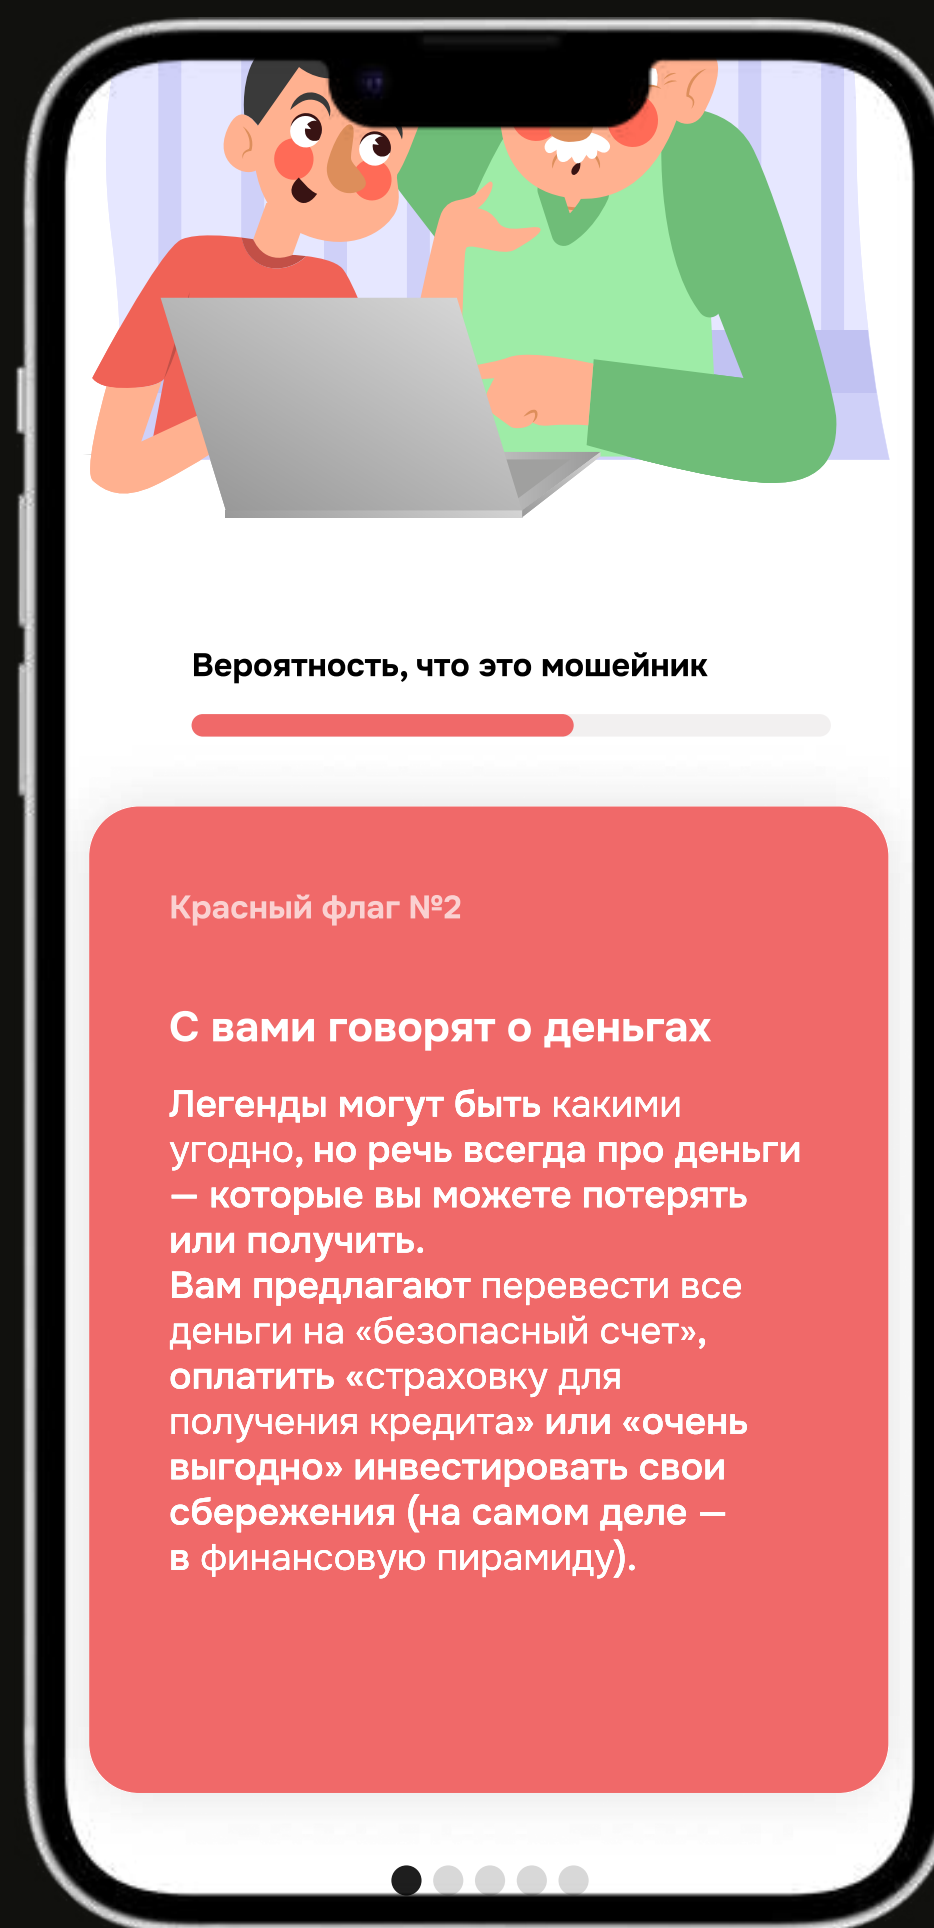 Вероятность, что это мошейник
Красный флаг №2
С вами говорят о деньгах
Легенды могут быть какими
угодно, но речь всегда про деньги
— которые вы можете потерять
или получить.
Вам предлагают перевести все
деньги на «безопасный счет»,
оплатить «страховку для
получения кредита» или «очень
выгодно» инвестировать свои
сбережения (на самом деле —
в финансовую пирамиду).